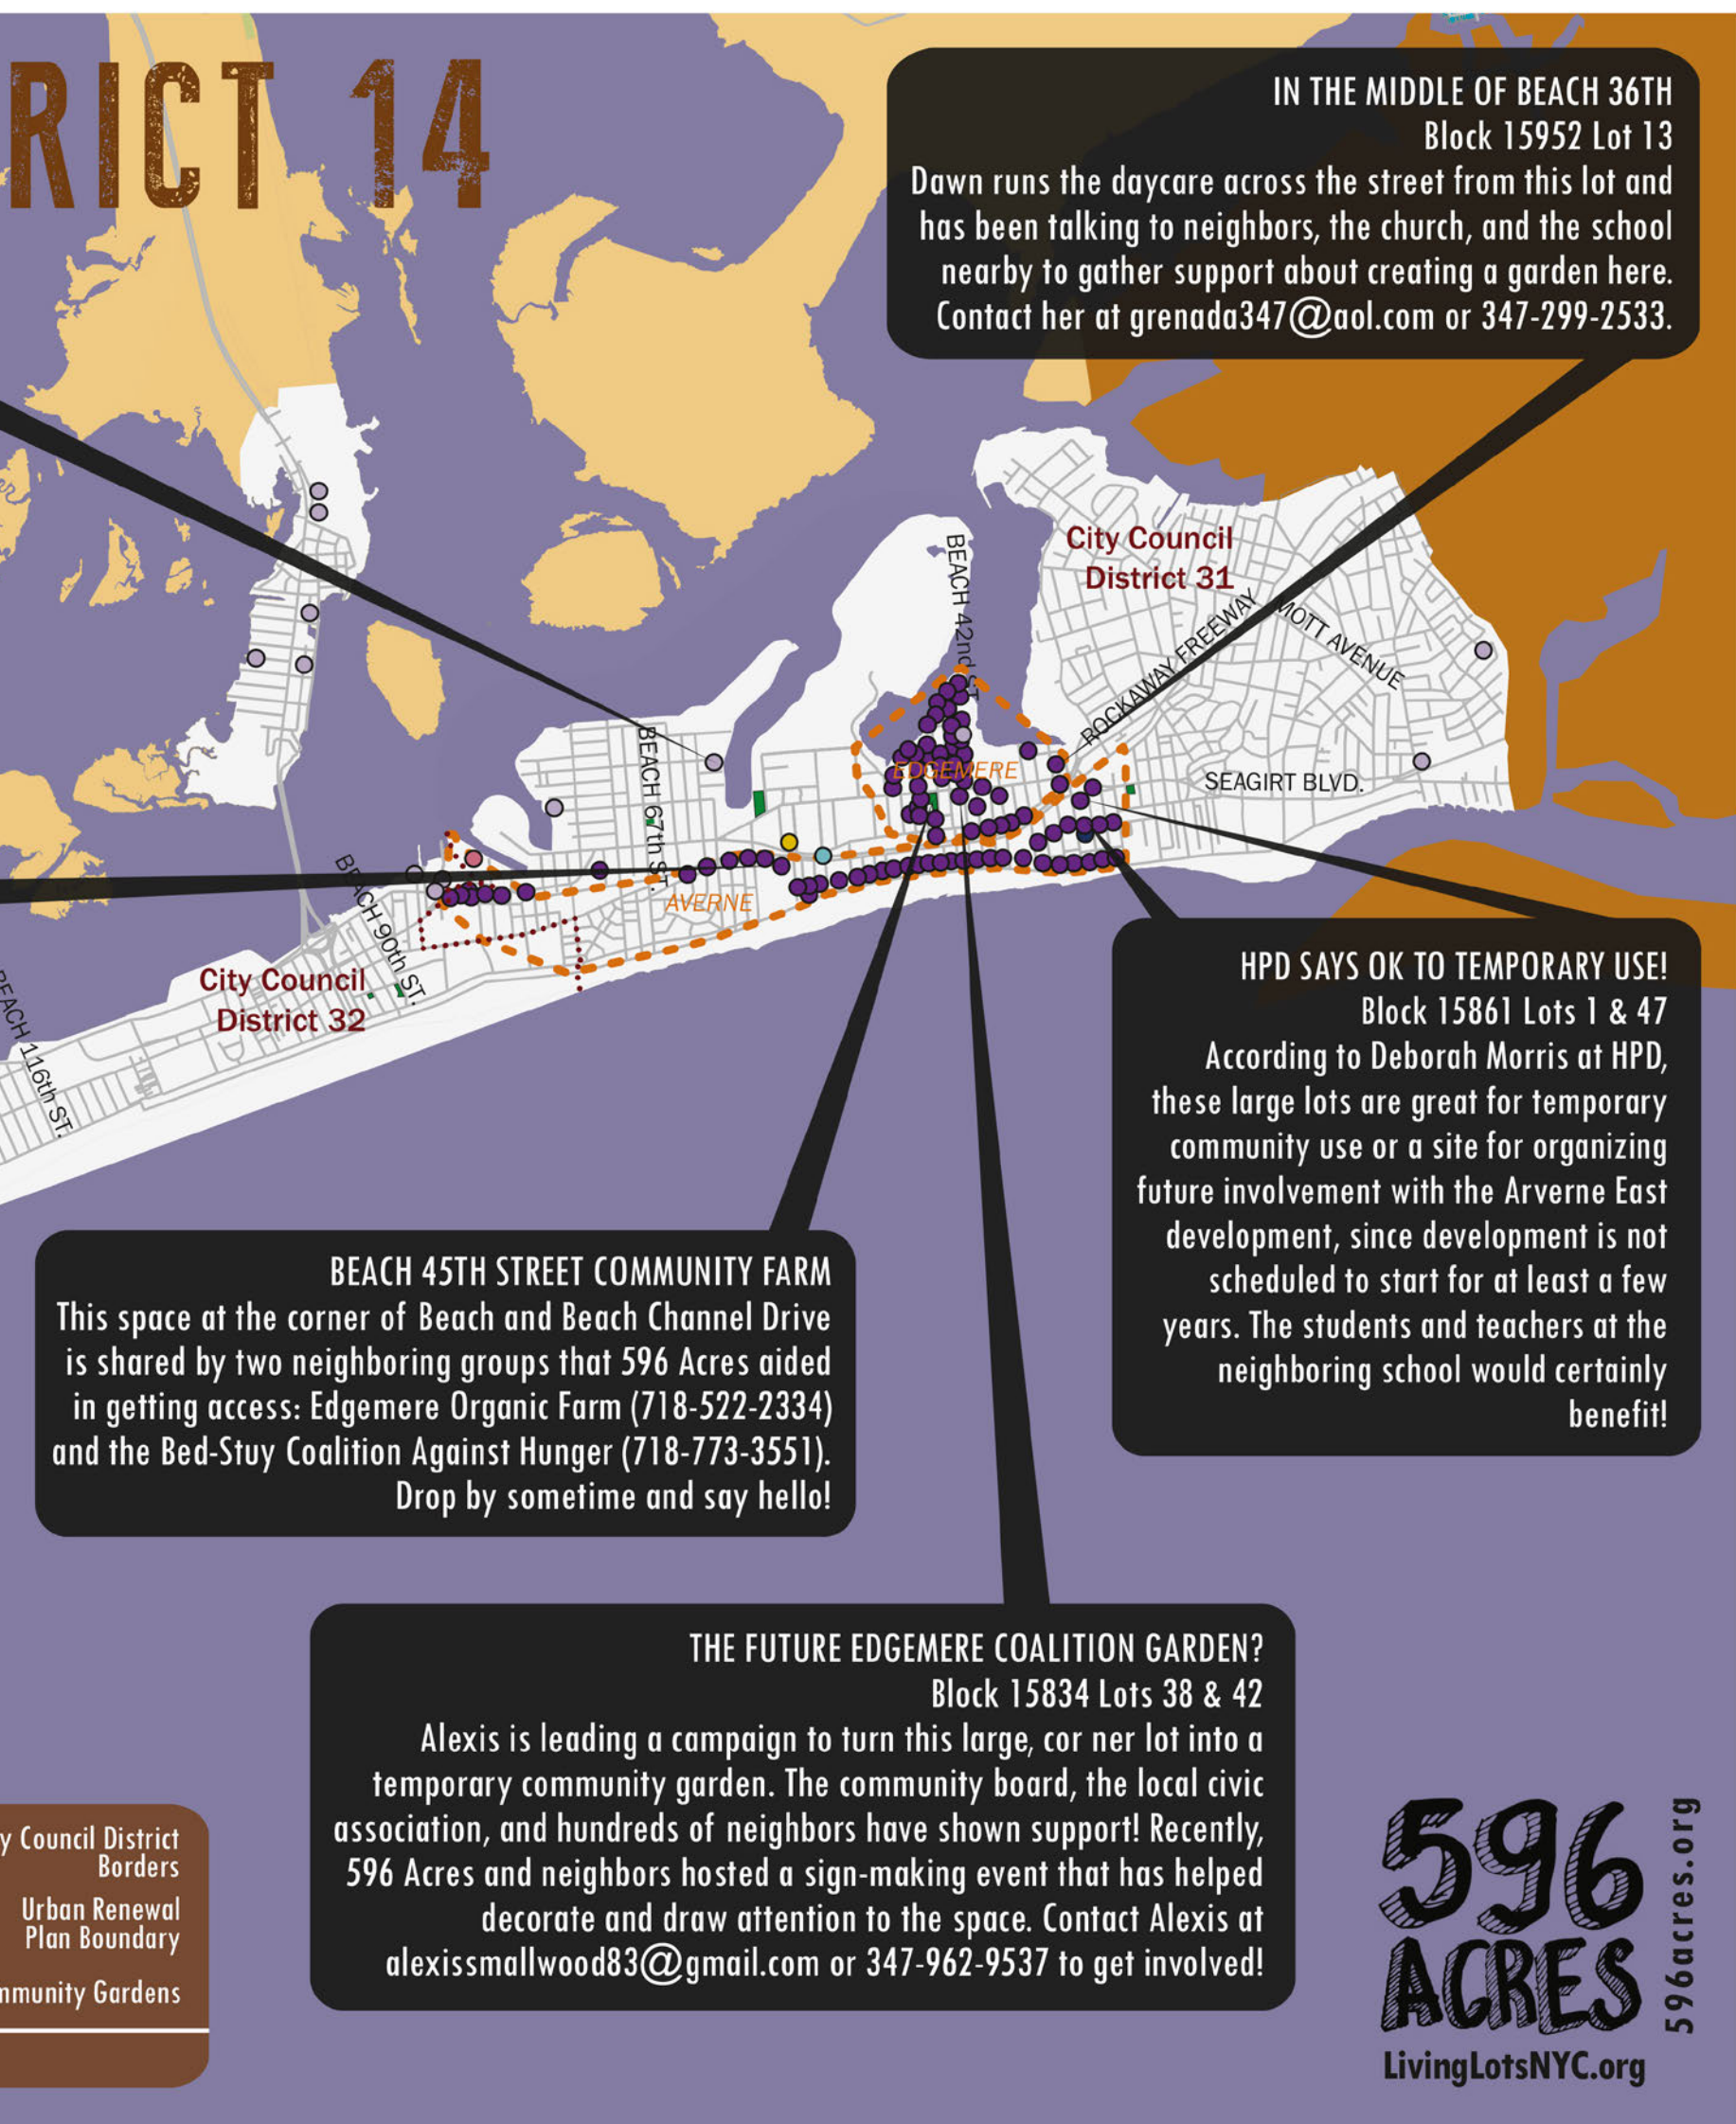 RICT 14
IN THE MIDDLE OF BEACH 36TH
Block 15952 Lot 13
Dawn runs the daycare across the street from this lot and
has been talking to neighbors, the church, and the school
nearby to gather support about creating a garden here.
Contact her at grenada347@aol.com or 347-299-2533.
City Council
District 31
BEACH 42nd ST.
ROCKAWAY FREEWAY
MOTT AVENUE
BEACH 67th ST.
EDGEMERE
SEAGIRT BLVD.
AVERNE
BEACH 90th ST.
City Council
District 32
BEACH 116th ST.
HPD SAYS OK TO TEMPORARY USE!
Block 15861 Lots 1 & 47
According to Deborah Morris at HPD,
these large lots are great for temporary
community use or a site for organizing
future involvement with the Arverne East
development, since development is not
scheduled to start for at least a few
years. The students and teachers at the
neighboring school would certainly
benefit!
BEACH 45TH STREET COMMUNITY FARM
This space at the corner of Beach and Beach Channel Drive
is shared by two neighboring groups that 596 Acres aided
in getting access: Edgemere Organic Farm (718-522-2334)
and the Bed-Stuy Coalition Against Hunger (718-773-3551).
Drop by sometime and say hello!
THE FUTURE EDGEMERE COALITION GARDEN?
Block 15834 Lots 38 & 42
Alexis is leading a campaign to turn this large, cor ner lot into a
temporary community garden. The community board, the local civic
association, and hundreds of neighbors have shown support! Recently,
596 Acres and neighbors hosted a sign-making event that has helped
decorate and draw attention to the space. Contact Alexis at
alexissmallwood83@gmail.com or 347-962-9537 to get involved!
y Council District
Borders
Urban Renewal
Plan Boundary
mmunity Gardens
596
ACRES
596acres.org
LivingLotsNYC.org